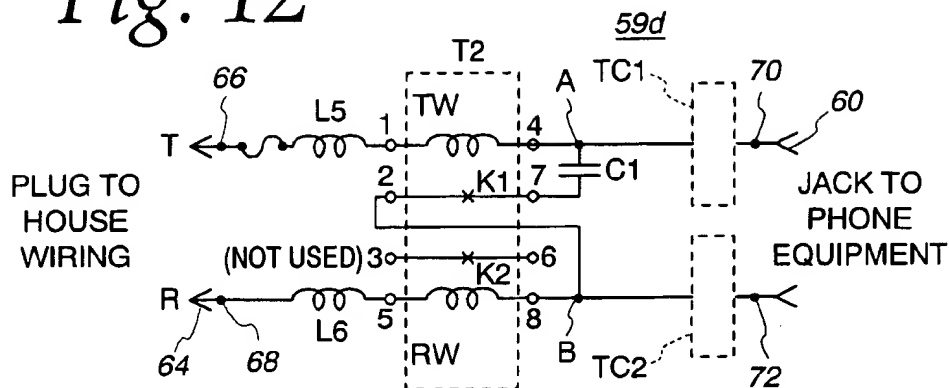 Fig. 12
59d
T2
TC1
A
70
60
66
L5
1
TW
4
T
C1
2
K1
7
PLUG TO
HOUSE
WIRING
JACK TO
PHONE
EQUIPMENT
(NOT USED)
3
6
K2
R
L6
5
8
B
64
68
RW
TC2
72